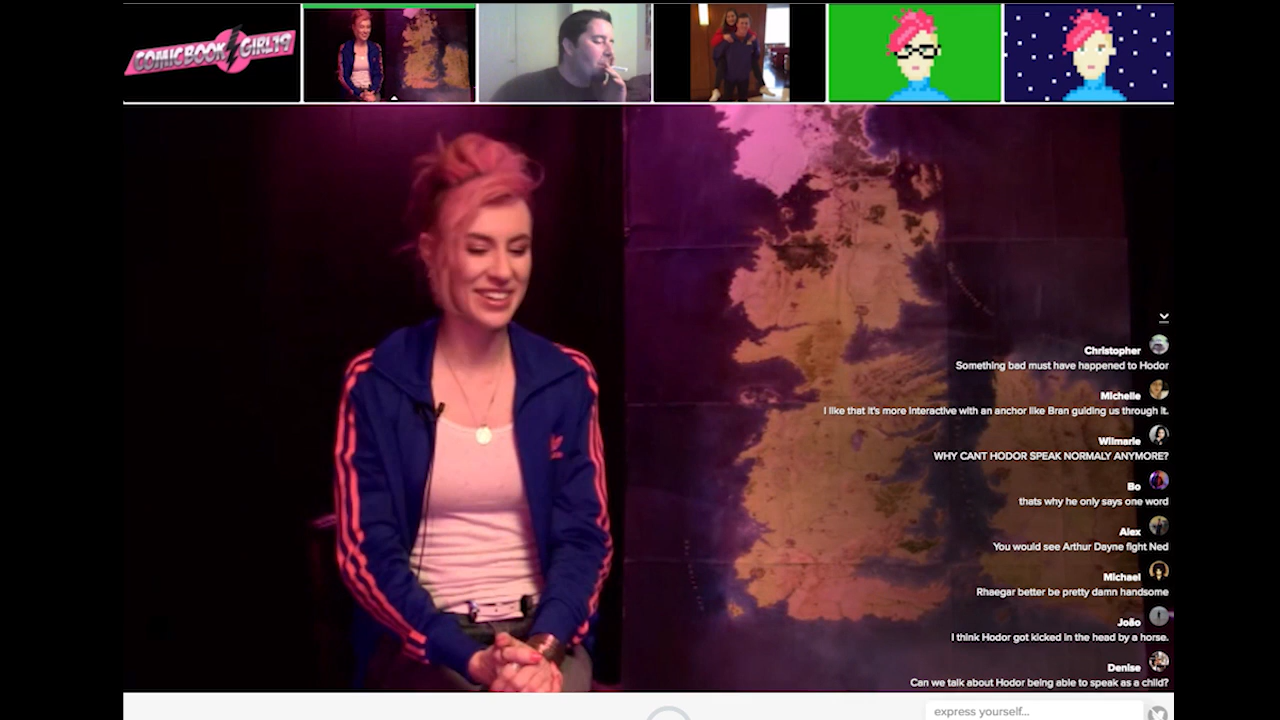 COMICBOOK GIRL19
Christopher
Something bad must have happened to Hodor
Michelle
I like that it's more interactive with an anchor like Bran guiding us through it.
Wilmarie
WHY CANT HODOR SPEAK NORMALY ANYMORE?
Bo
thats why he only says one word
Alex
You would see Arthur Dayne fight Ned
Michael
Rhaegar better be pretty damn handsome
João
I think Hodor got kicked in the head by a horse.
Denise
Can we talk about Hodor being able to speak as a child?
express yourself...